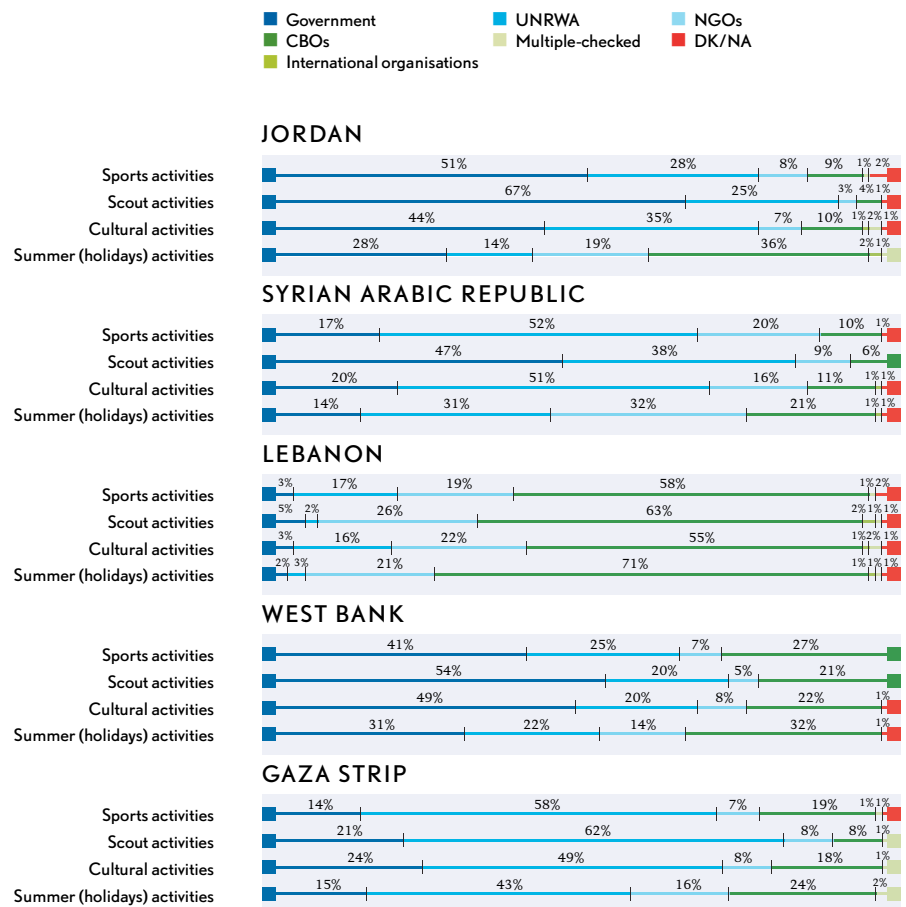 Government UNRWA NGOs
CBOs Multiple-checked DK/NA
International organisations
JORDAN
Sports activities 51% 28% 8% 9% 1% 2%
Scout activities 67% 25% 3% 4% 1%
Cultural activities 44% 35% 7% 10% 1% 2% 1%
Summer (holidays) activities 28% 14% 19% 36% 2% 1%
SYRIAN ARABIC REPUBLIC
Sports activities 17% 52% 20% 10% 1%
Scout activities 47% 38% 9% 6%
Cultural activities 20% 51% 16% 11% 1% 1%
Summer (holidays) activities 14% 31% 32% 21% 1% 1%
LEBANON
Sports activities 3% 17% 19% 58% 1% 2%
Scout activities 5% 2% 26% 63% 2% 1% 1%
Cultural activities 3% 16% 22% 55% 1% 2% 1%
Summer (holidays) activities 2% 3% 21% 71% 1% 1% 1%
WEST BANK
Sports activities 41% 25% 7% 27%
Scout activities 54% 20% 5% 21%
Cultural activities 49% 20% 8% 22% 1%
Summer (holidays) activities 31% 22% 14% 32% 1%
GAZA STRIP
Sports activities 14% 58% 7% 19% 1% 1%
Scout activities 21% 62% 8% 8% 1%
Cultural activities 24% 49% 8% 18% 1%
Summer (holidays) activities 15% 43% 16% 24% 2%